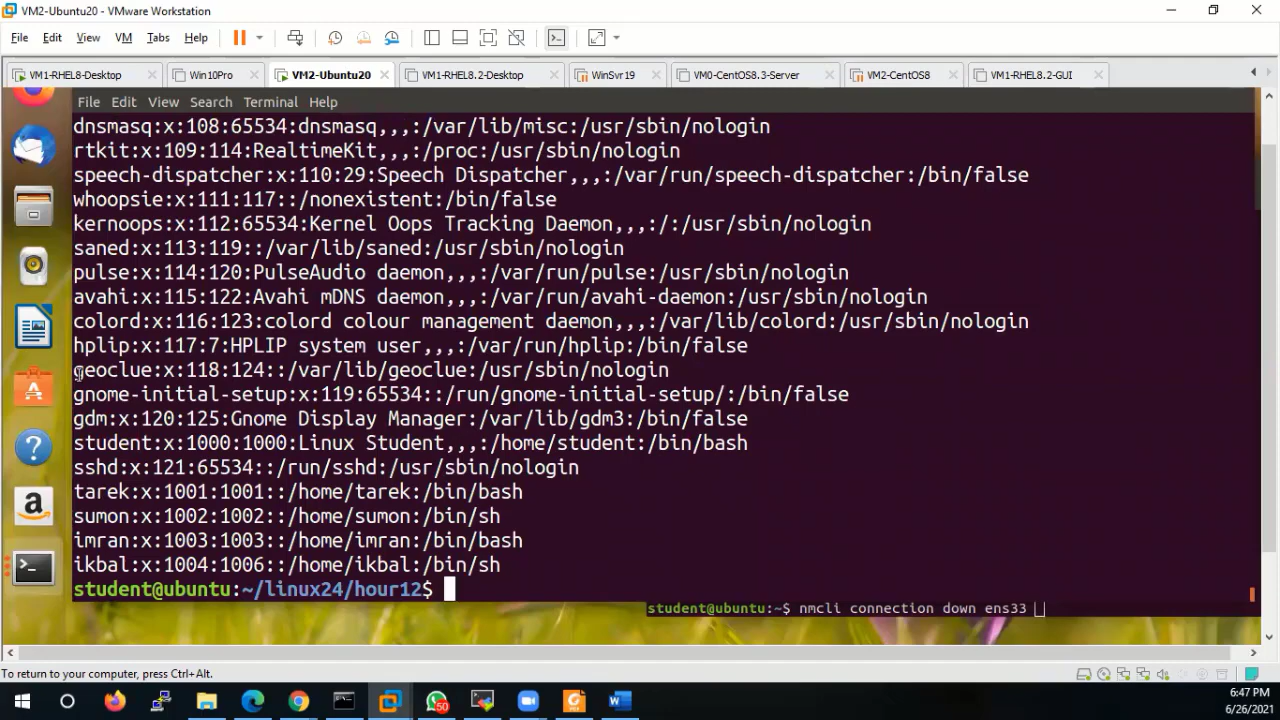 VM2-Ubuntu20 - VMware Workstation
File Edit View VM Tabs Help
VM1-RHEL8-Desktop Win10Pro VM2-Ubuntu20 VM1-RHEL8.2-Desktop WinSvr19 VM0-CentOS8.3-Server VM2-CentOS8 VM1-RHEL8.2-GUI
File Edit View Search Terminal Help
dnsmasq:x:108:65534:dnsmasq,,,:/var/lib/misc:/usr/sbin/nologin
rtkit:x:109:114:RealtimeKit,,,:/proc:/usr/sbin/nologin
speech-dispatcher:x:110:29:Speech Dispatcher,,,:/var/run/speech-dispatcher:/bin/false
whoopsie:x:111:117::/nonexistent:/bin/false
kernoops:x:112:65534:Kernel Oops Tracking Daemon,,,:/:/usr/sbin/nologin
saned:x:113:119::/var/lib/saned:/usr/sbin/nologin
pulse:x:114:120:PulseAudio daemon,,,:/var/run/pulse:/usr/sbin/nologin
avahi:x:115:122:Avahi mDNS daemon,,,:/var/run/avahi-daemon:/usr/sbin/nologin
colord:x:116:123:colord colour management daemon,,,:/var/lib/colord:/usr/sbin/nologin
hplip:x:117:7:HPLIP system user,,,:/var/run/hplip:/bin/false
geoclue:x:118:124::/var/lib/geoclue:/usr/sbin/nologin
gnome-initial-setup:x:119:65534::/run/gnome-initial-setup/:/bin/false
gdm:x:120:125:Gnome Display Manager:/var/lib/gdm3:/bin/false
student:x:1000:1000:Linux Student,,,:/home/student:/bin/bash
sshd:x:121:65534::/run/sshd:/usr/sbin/nologin
tarek:x:1001:1001::/home/tarek:/bin/bash
sumon:x:1002:1002::/home/sumon:/bin/sh
imran:x:1003:1003::/home/imran:/bin/bash
ikbal:x:1004:1006::/home/ikbal:/bin/sh
student@ubuntu:~/linux24/hour12$
student@ubuntu:~$ nmcli connection down ens33
To return to your computer, press Ctrl+Alt.
50
6:47 PM
6/26/2021